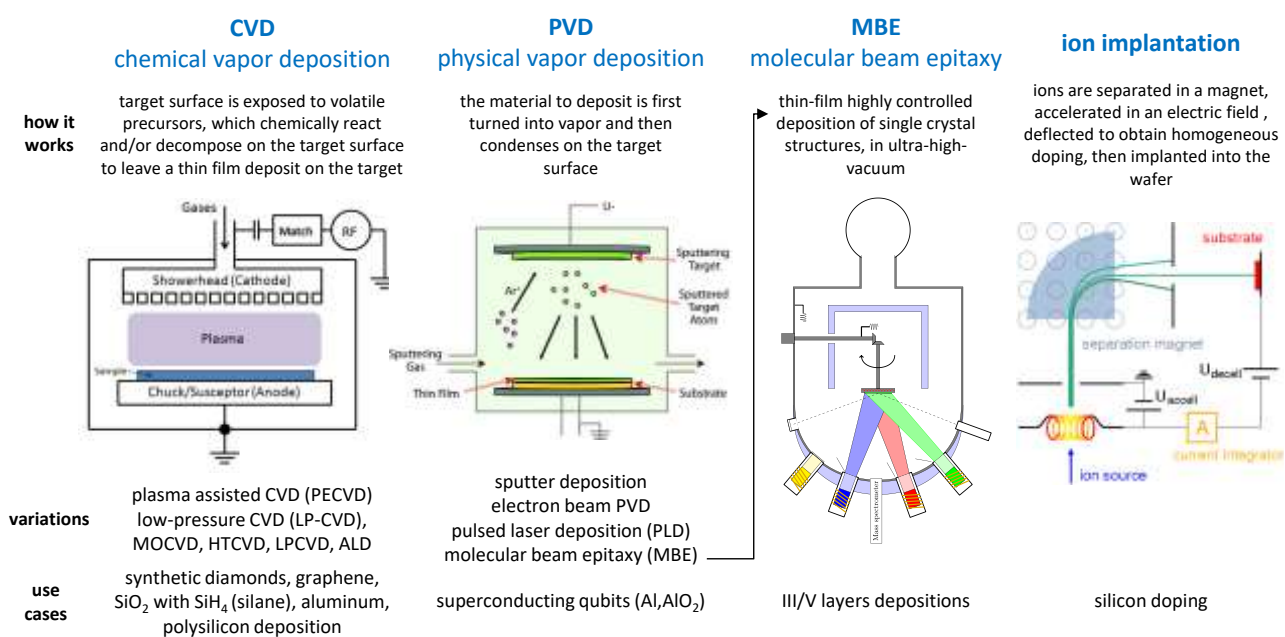 CVD
chemical vapor deposition
PVD
physical vapor deposition
MBE
molecular beam epitaxy
ion implantation
how it
works
target surface is exposed to volatile
precursors, which chemically react
and/or decompose on the target surface
to leave a thin film deposit on the target
the material to deposit is first
turned into vapor and then
condenses on the target
surface
thin-film highly controlled
deposition of single crystal
structures, in ultra-high-
vacuum
ions are separated in a magnet,
accelerated in an electric field ,
deflected to obtain homogeneous
doping, then implanted into the
wafer
Gases
Match
RF
Showerhead (Cathode)
Plasma
Sample
Chuck/Susceptor (Anode)
U-
Sputtering
Target
Ar+
Sputtered
Target
Atom
Sputtering
Gas
Thin Film
Substrate
Mass spectrometer
substrate
separation magnet
U decell
U accell
A
current integrator
ion source
variations
plasma assisted CVD (PECVD)
low-pressure CVD (LP-CVD),
MOCVD, HTCVD, LPCVD, ALD
sputter deposition
electron beam PVD
pulsed laser deposition (PLD)
molecular beam epitaxy (MBE)
use
cases
synthetic diamonds, graphene,
SiO₂ with SiH₄ (silane), aluminum,
polysilicon deposition
superconducting qubits (Al,AlO₂)
III/V layers depositions
silicon doping